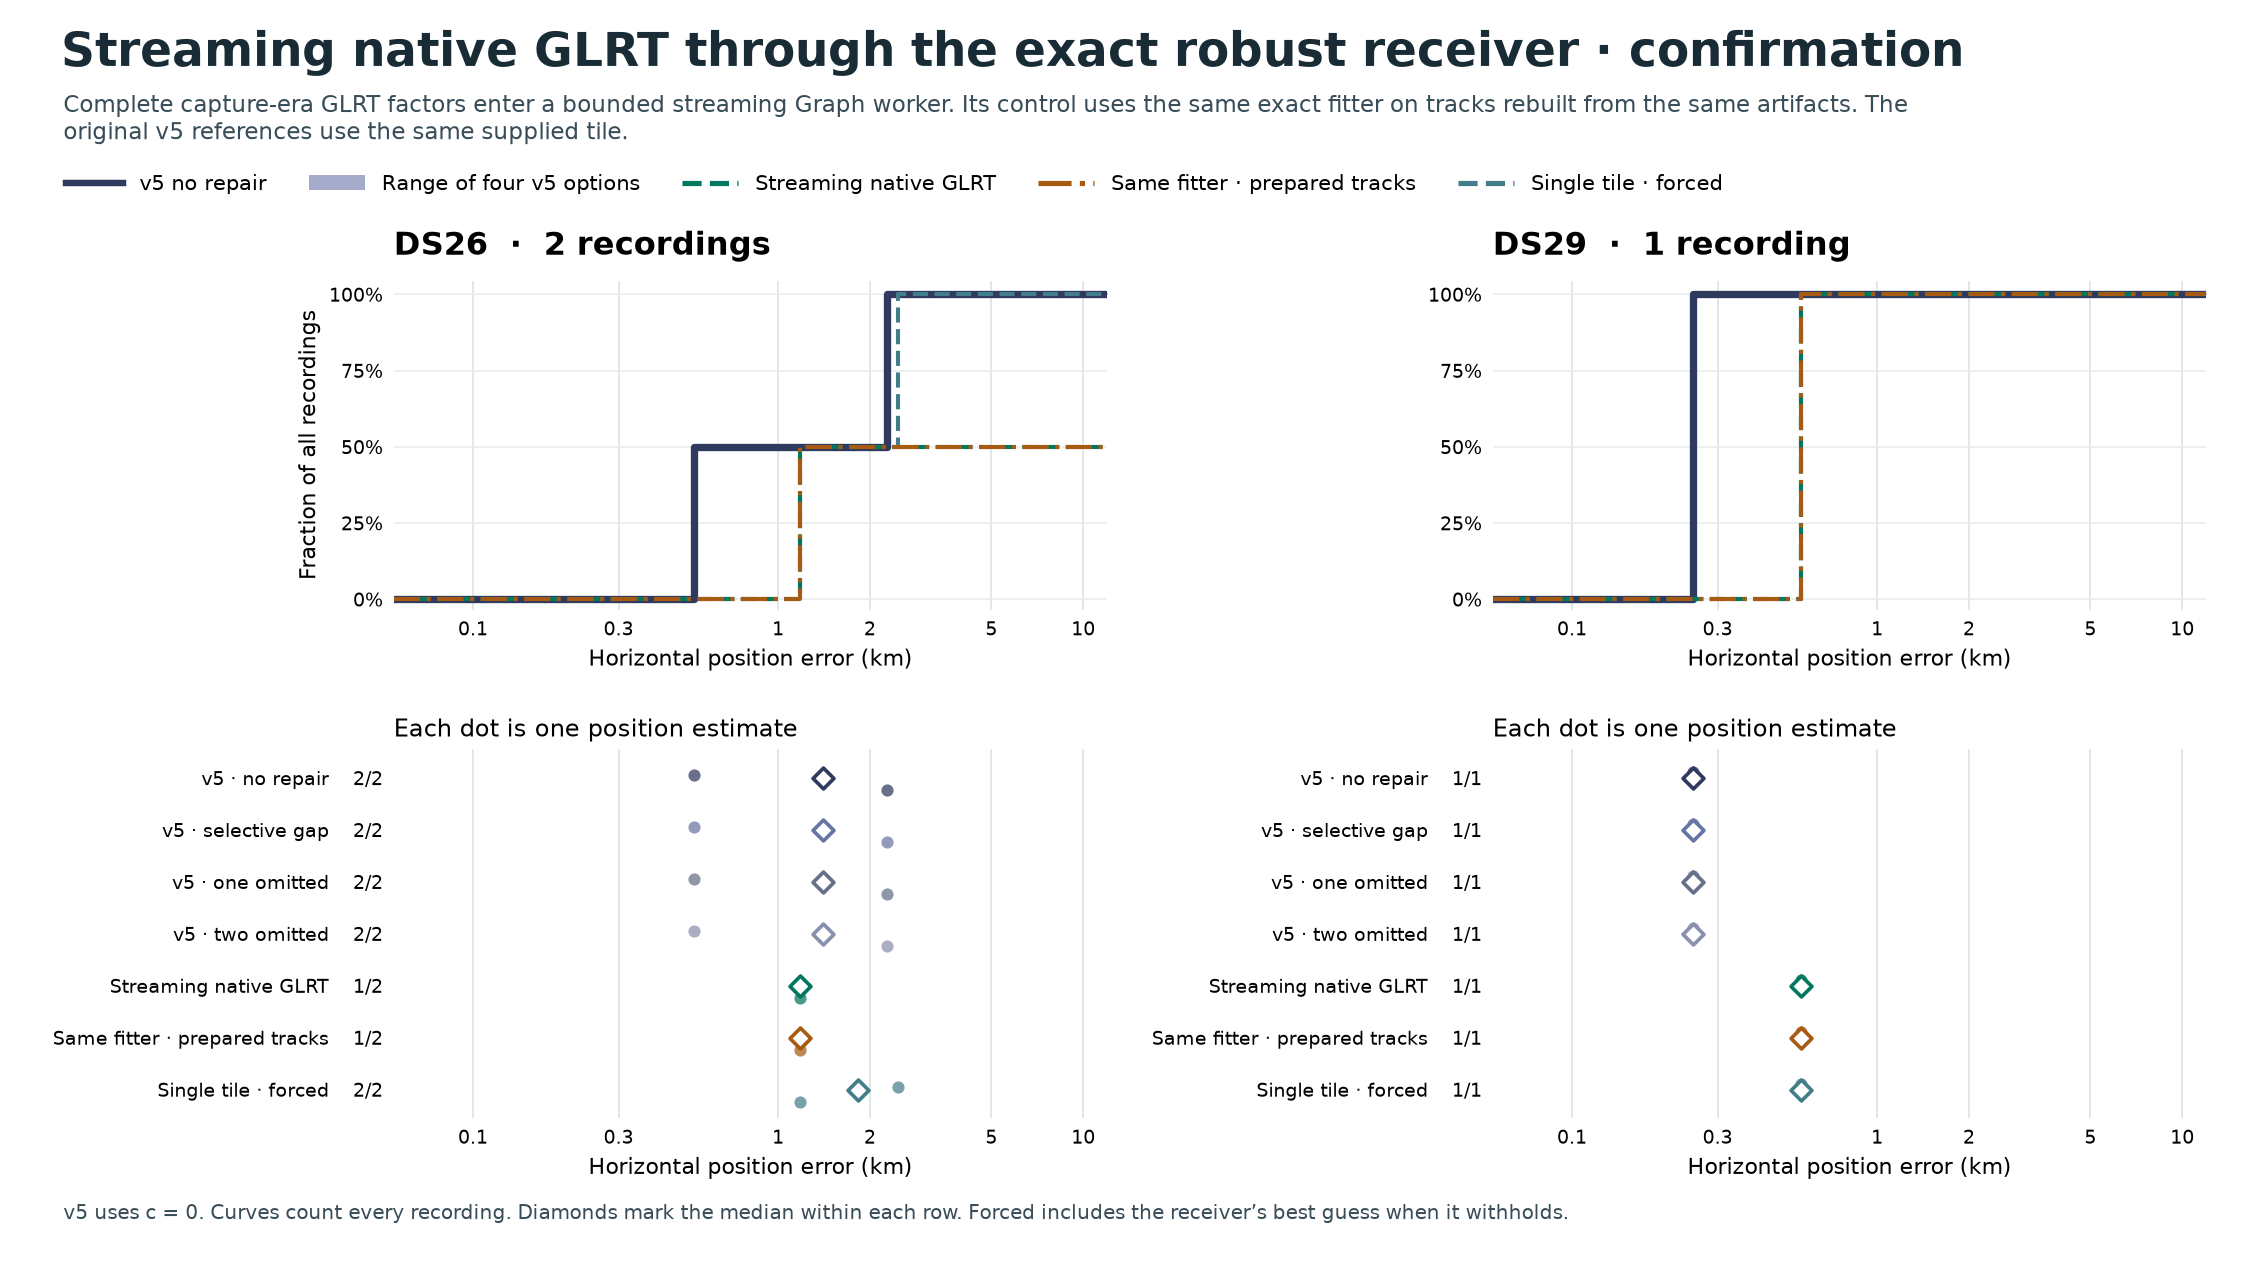 Streaming native GLRT through the exact robust receiver · confirmation
Complete capture-era GLRT factors enter a bounded streaming Graph worker. Its control uses the same exact fitter on tracks rebuilt from the same artifacts. The
original v5 references use the same supplied tile.
v5 no repair
Range of four v5 options
Streaming native GLRT
Same fitter · prepared tracks
Single tile · forced
DS26 · 2 recordings
100%
75%
50%
25%
0%
Fraction of all recordings
0.1 0.3 1 2 5 10
Horizontal position error (km)
DS29 · 1 recording
100%
75%
50%
25%
0%
0.1 0.3 1 2 5 10
Horizontal position error (km)
Each dot is one position estimate
v5 · no repair 2/2
v5 · selective gap 2/2
v5 · one omitted 2/2
v5 · two omitted 2/2
Streaming native GLRT 1/2
Same fitter · prepared tracks 1/2
Single tile · forced 2/2
0.1 0.3 1 2 5 10
Horizontal position error (km)
Each dot is one position estimate
v5 · no repair 1/1
v5 · selective gap 1/1
v5 · one omitted 1/1
v5 · two omitted 1/1
Streaming native GLRT 1/1
Same fitter · prepared tracks 1/1
Single tile · forced 1/1
0.1 0.3 1 2 5 10
Horizontal position error (km)
v5 uses c = 0. Curves count every recording. Diamonds mark the median within each row. Forced includes the receiver’s best guess when it withholds.